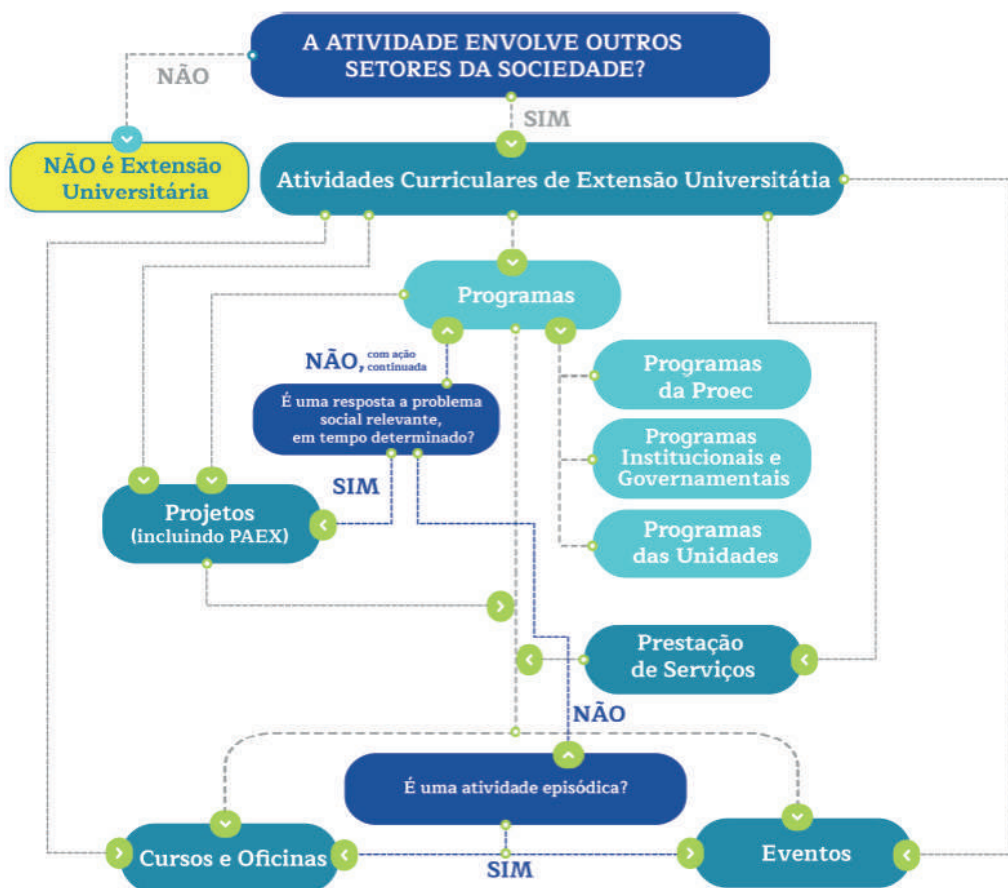 A ATIVIDADE ENVOLVE OUTROS
SETORES DA SOCIEDADE?
NÃO
SIM
NÃO é Extensão
Universitária
Atividades Curriculares de Extensão Universitátia
Programas
NÃO, com ação
continuada
Programas
da Proec
É uma resposta a problema
social relevante,
em tempo determinado?
Programas
Institucionais e
Governamentais
SIM
Projetos
(incluindo PAEX)
Programas
das Unidades
Prestação
de Serviços
NÃO
É uma atividade episódica?
Cursos e Oficinas
SIM
Eventos